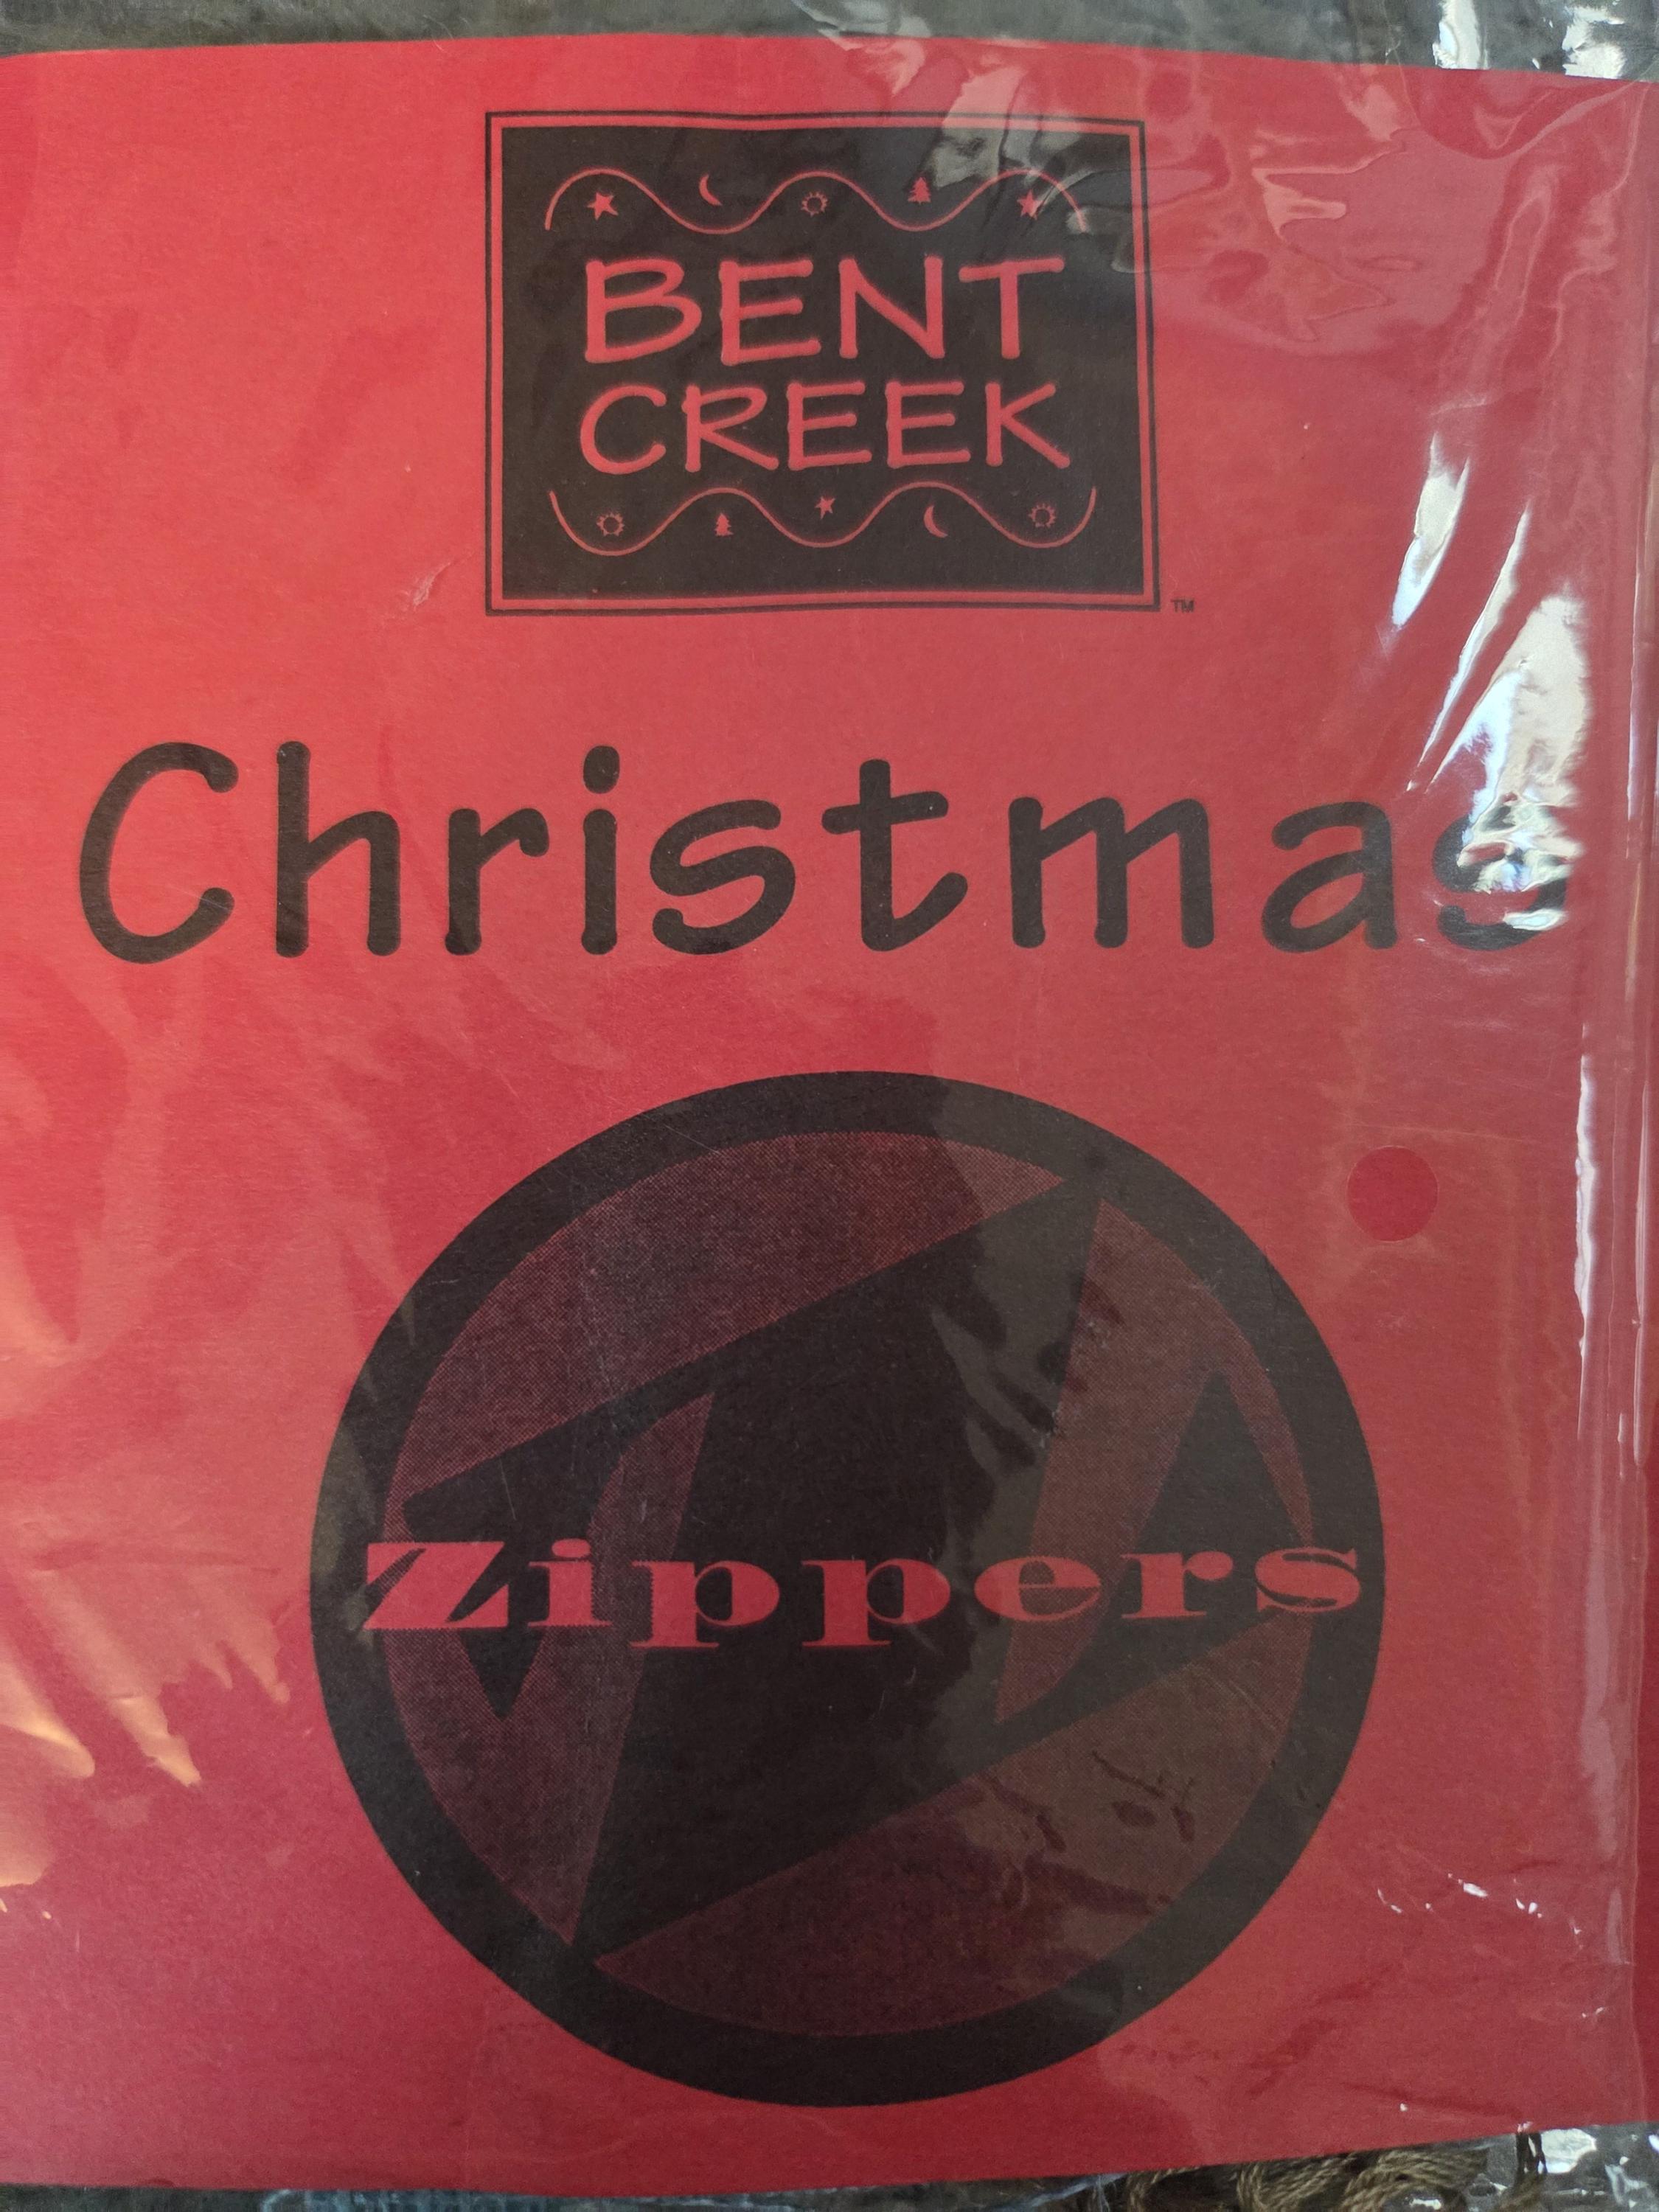 BENT
CREEK
TM
Christmas
Zippers